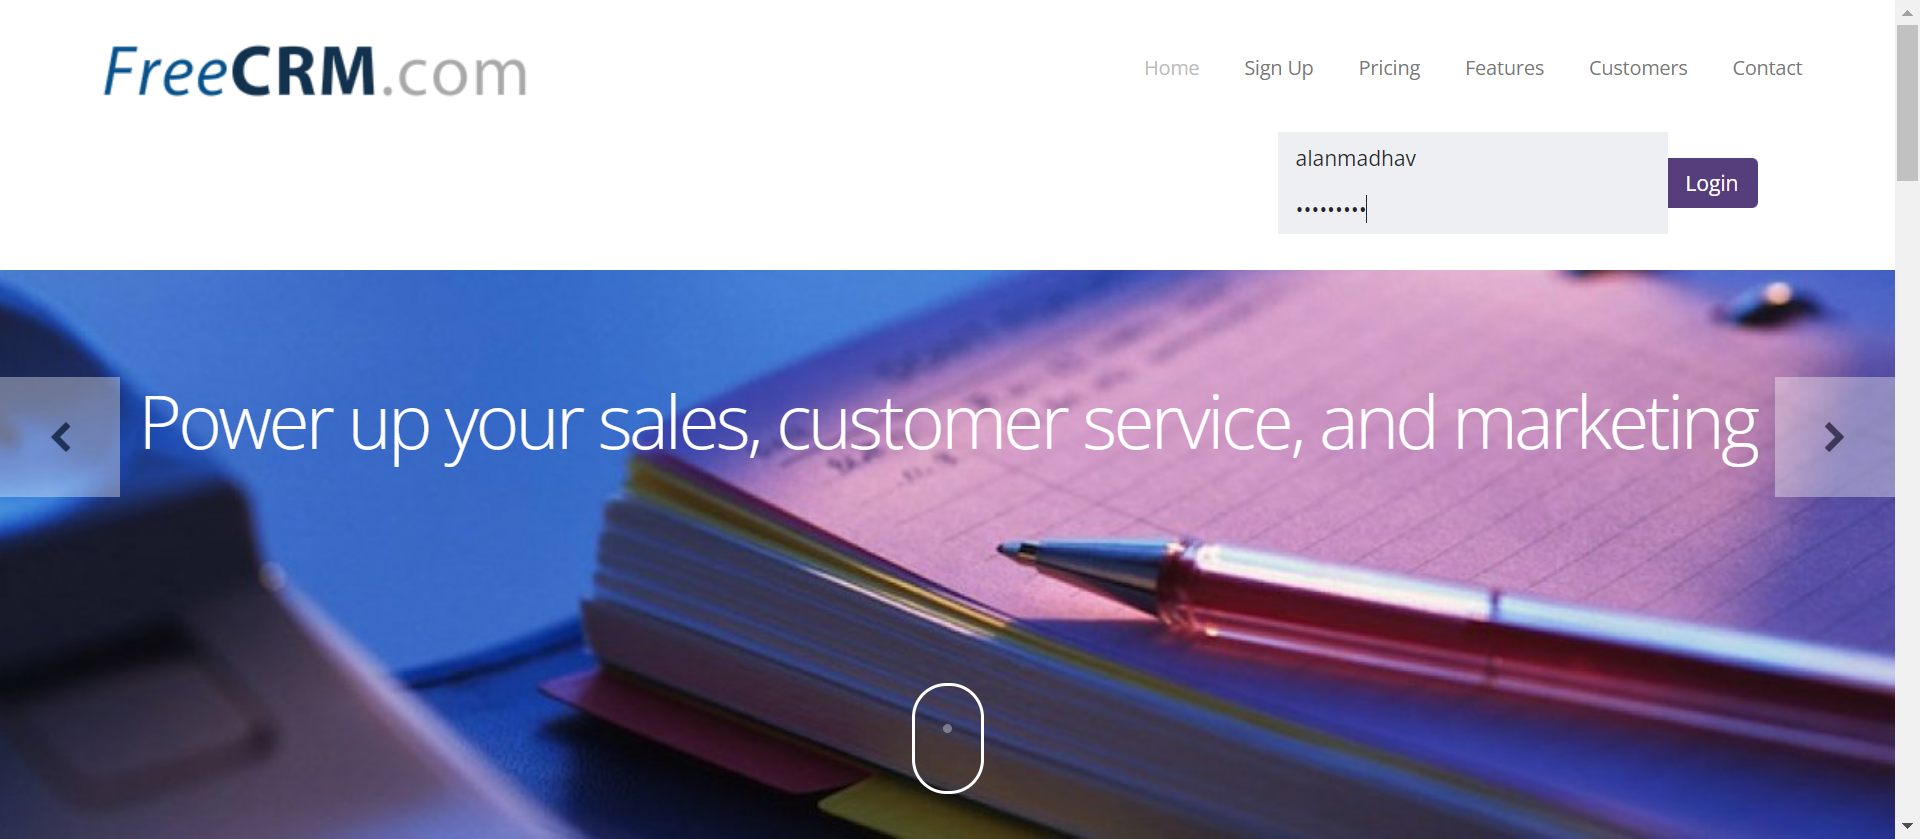 FreeCRM.com
Home Sign Up Pricing Features Customers Contact
alanmadhav
•••••••••
Login
Power up your sales, customer service, and marketing